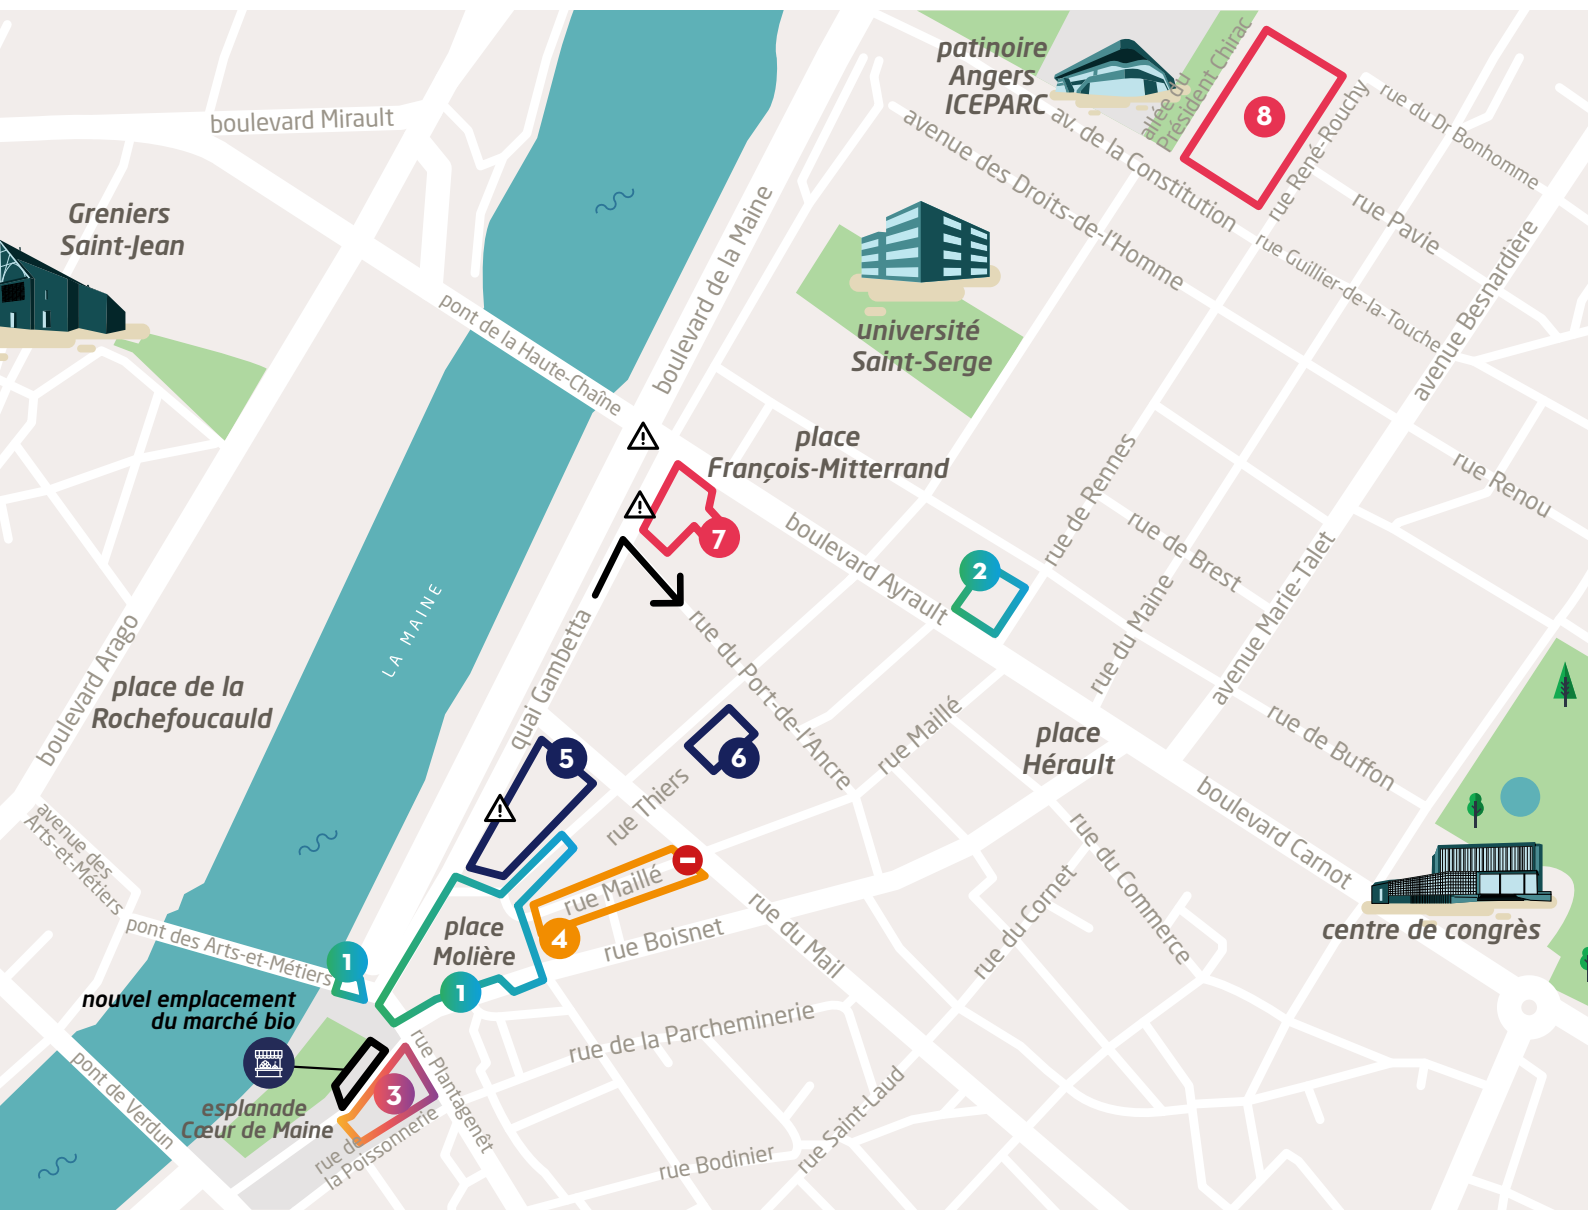 patinoire
Angers
ICEPARC
allée du
Président Chirac
8
rue du Dr Bonhomme
boulevard Mirault
avenue des Droits-de-l'Homme
av. de la Constitution
rue René-Rouchy
rue Pavie
Greniers
Saint-Jean
boulevard de la Maine
rue Guillier-de-la-Touche
avenue Besnardière
pont de la Haute-Chaîne
université
Saint-Serge
place
François-Mitterrand
rue de Rennes
rue Renou
7
boulevard Ayrault
2
rue de Brest
LA MAINE
quai Gambetta
rue du Port-de-l'Ancre
rue du Maine
avenue Marie-Talet
boulevard Arago
place de la
Rochefoucauld
rue Maillé
place
Hérault
rue de Buffon
5
6
rue Thiers
boulevard Carnot
avenue des
Arts-et-Métiers
rue Maillé
4
place
Molière
rue Boisnet
rue du Mail
rue du Cornet
rue du Commerce
centre de congrès
pont des Arts-et-Métiers
1
1
nouvel emplacement
du marché bio
rue de la Parcheminerie
rue Plantagenêt
3
pont de Verdun
esplanade
Cœur de Maine
rue de
la Poissonnerie
rue Saint-Laud
rue Bodinier